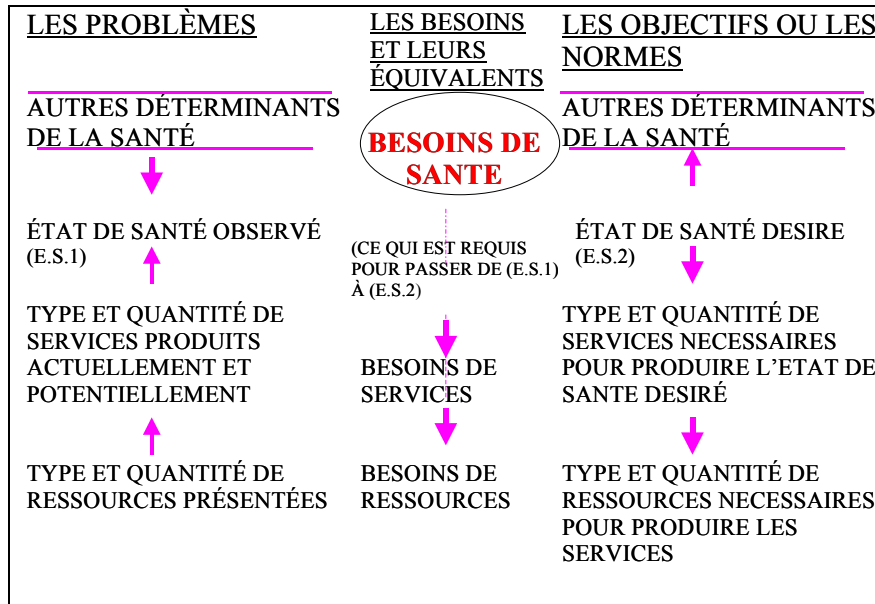 LES PROBLÈMES
AUTRES DÉTERMINANTS
DE LA SANTÉ
ÉTAT DE SANTÉ OBSERVÉ
(E.S.1)
TYPE ET QUANTITÉ DE
SERVICES PRODUITS
ACTUELLEMENT ET
POTENTIELLEMENT
TYPE ET QUANTITÉ DE
RESSOURCES PRÉSENTÉES
LES BESOINS
ET LEURS
ÉQUIVALENTS
BESOINS DE
SANTE
(CE QUI EST REQUIS
POUR PASSER DE (E.S.1)
À (E.S.2)
BESOINS DE
SERVICES
BESOINS DE
RESSOURCES
LES OBJECTIFS OU LES
NORMES
AUTRES DÉTERMINANTS
DE LA SANTÉ
ÉTAT DE SANTÉ DESIRE
(E.S.2)
TYPE ET QUANTITÉ DE
SERVICES NECESSAIRES
POUR PRODUIRE L’ETAT DE
SANTE DESIRÉ
TYPE ET QUANTITÉ DE
RESSOURCES NECESSAIRES
POUR PRODUIRE LES
SERVICES